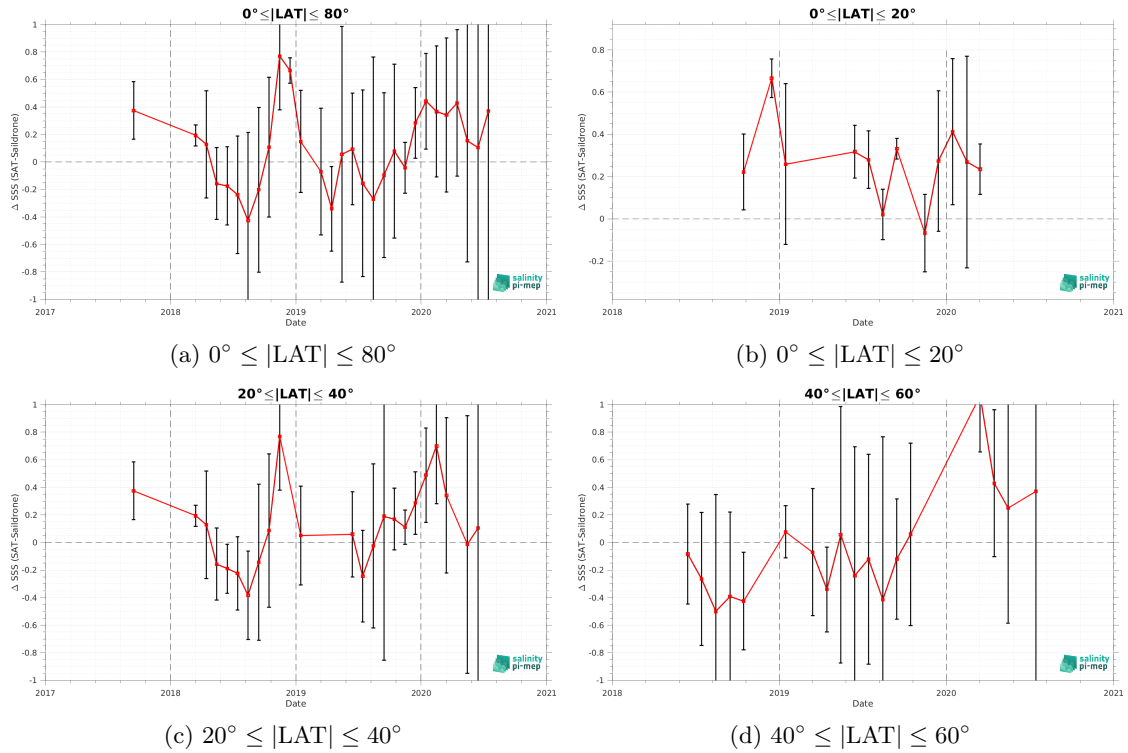 0°≤|LAT|≤ 80°
1
0.8
0.6
0.4
0.2
0
-0.2
-0.4
-0.6
-0.8
-1
Δ SSS (SAT-Saildrone)
2017
2018
2019
2020
2021
Date
salinity
pi-mep
(a) 0° ≤ |LAT| ≤ 80°
0°≤|LAT|≤ 20°
0.8
0.6
0.4
0.2
0
-0.2
Δ SSS (SAT-Saildrone)
2018
2019
2020
2021
Date
salinity
pi-mep
(b) 0° ≤ |LAT| ≤ 20°
20°≤|LAT|≤ 40°
1
0.8
0.6
0.4
0.2
0
-0.2
-0.4
-0.6
-0.8
-1
Δ SSS (SAT-Saildrone)
2017
2018
2019
2020
2021
Date
salinity
pi-mep
(c) 20° ≤ |LAT| ≤ 40°
40°≤|LAT|≤ 60°
1
0.8
0.6
0.4
0.2
0
-0.2
-0.4
-0.6
-0.8
-1
Δ SSS (SAT-Saildrone)
2018
2019
2020
2021
Date
salinity
pi-mep
(d) 40° ≤ |LAT| ≤ 60°